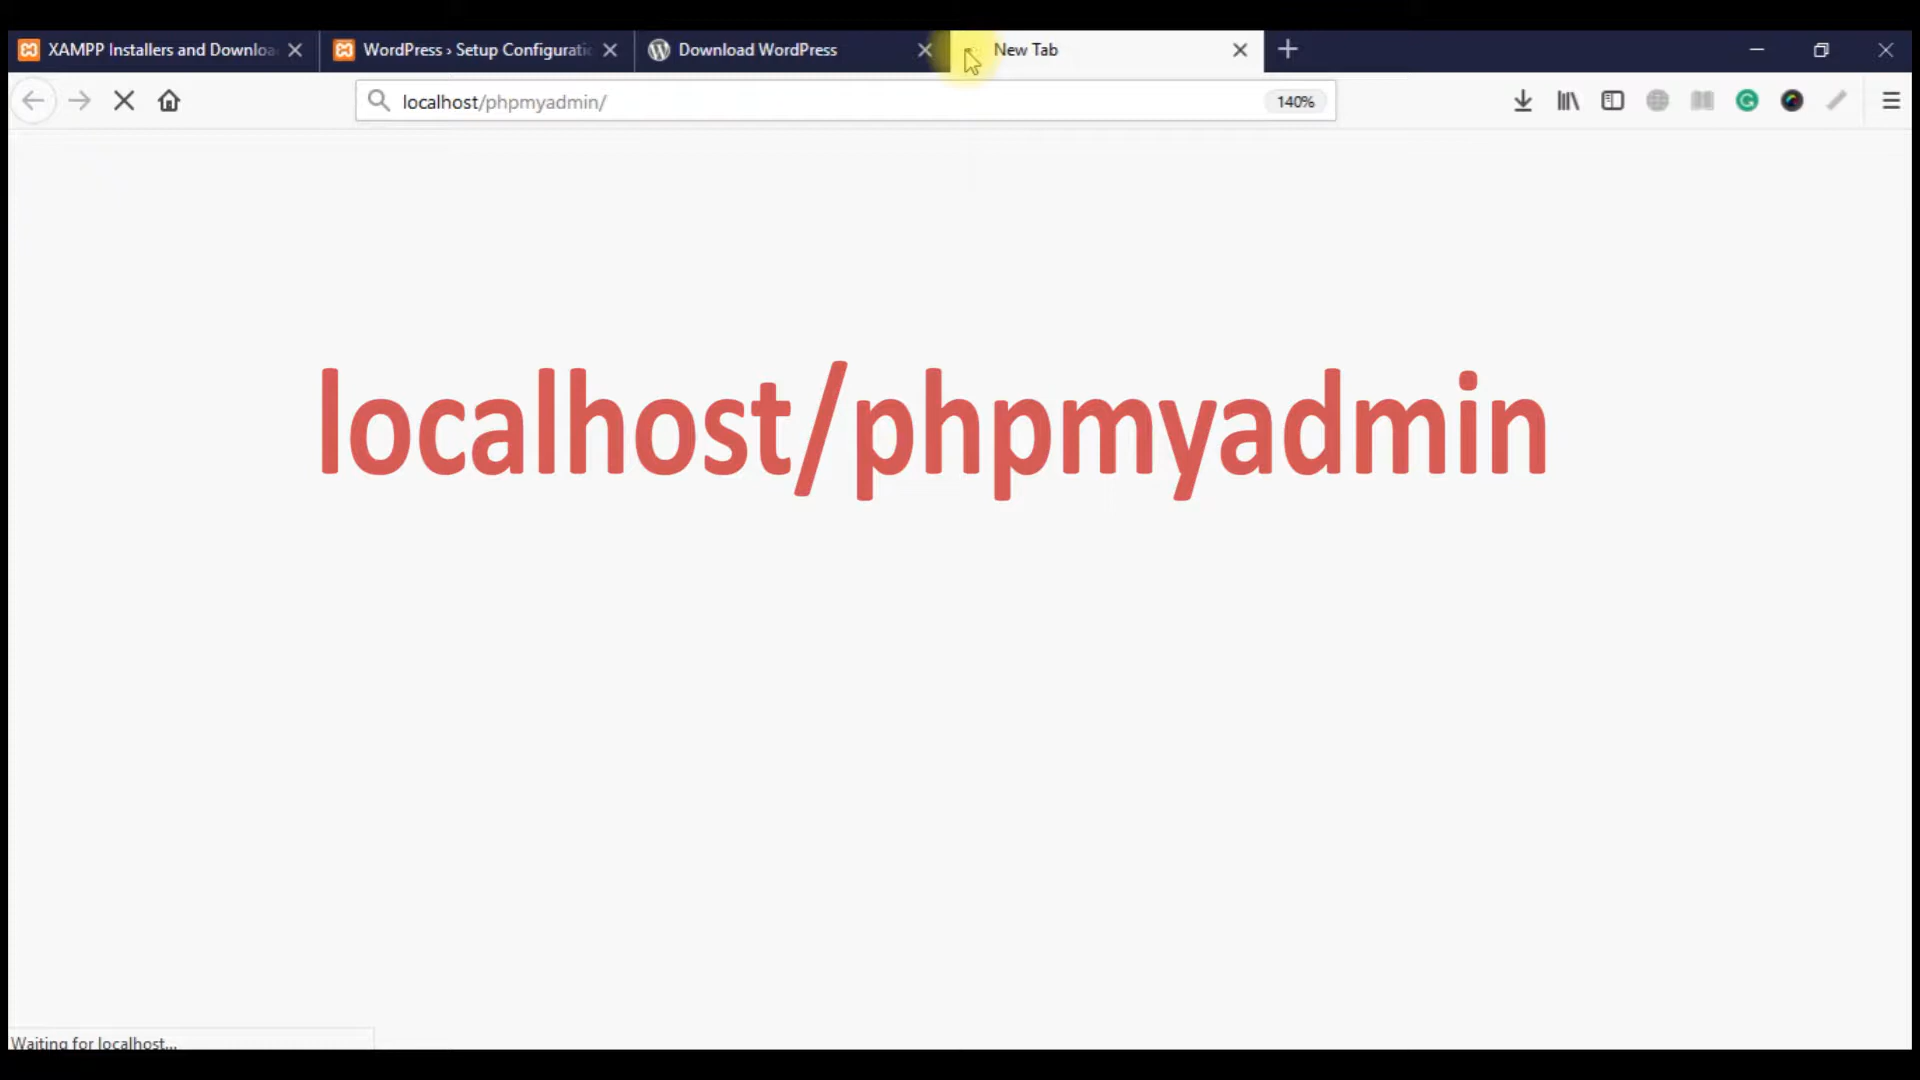 XAMPP Installers and Downloa
WordPress › Setup Configurati
Download WordPress
New Tab
localhost/phpmyadmin/
140%
localhost/phpmyadmin
Waiting for localhost...